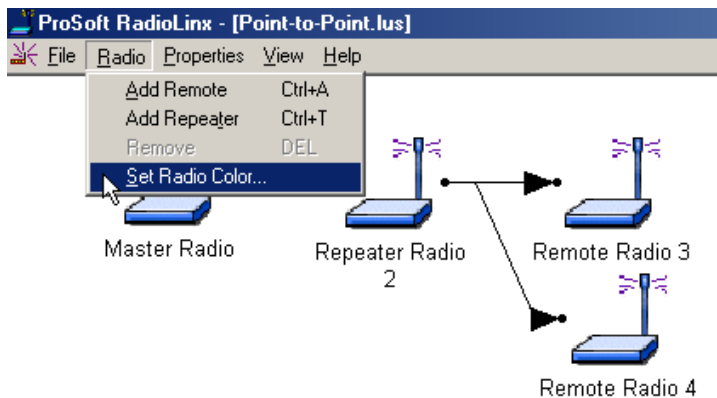 ProSoft RadioLinx - [Point-to-Point.lus]
File Radio Properties View Help
Add Remote Ctrl+A
Add Repeater Ctrl+T
Remove DEL
Set Radio Color...
Master Radio
Repeater Radio
2
Remote Radio 3
Remote Radio 4